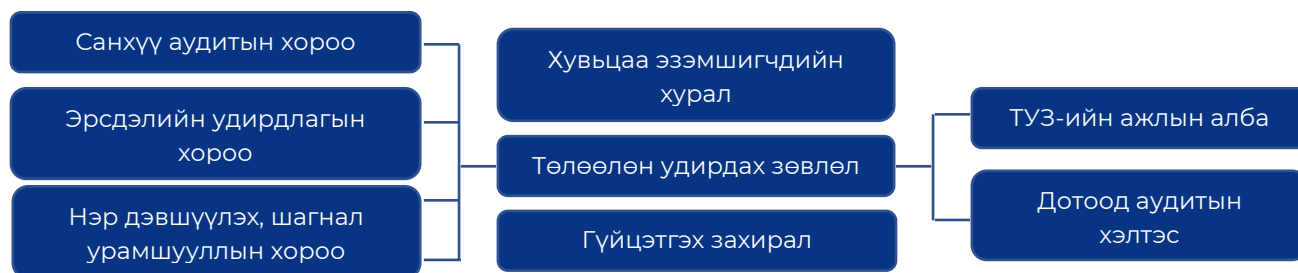 Санхүү аудитын хороо
Эрсдэлийн удирдлагын
хороо
Нэр дэвшүүлэх, шагнал
урамшууллын хороо
Хувьцаа эзэмшигчдийн
хурал
Төлөөлөн удирдах зөвлөл
Гүйцэтгэх захирал
ТУЗ-ийн ажлын алба
Дотоод аудитын
хэлтэс